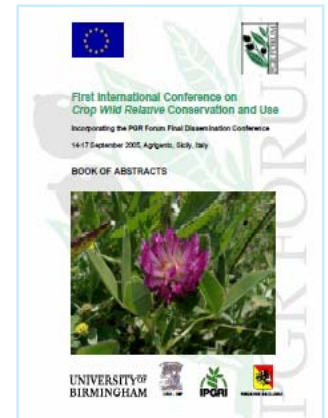 First International Conference on
Crop Wild Relative Conservation and Use
Incorporating the PGR Forum Final Dissemination Conference
14-17 September 2005, Agrigento, Sicily, Italy
BOOK OF ABSTRACTS
PGR FORUM
UNIVERSITY OF
BIRMINGHAM
IPGRI